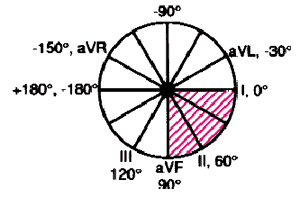 -90°
-150°, aVR
aVL, -30°
+180°, -180°
I, 0°
III
120°
aVF
90°
II, 60°